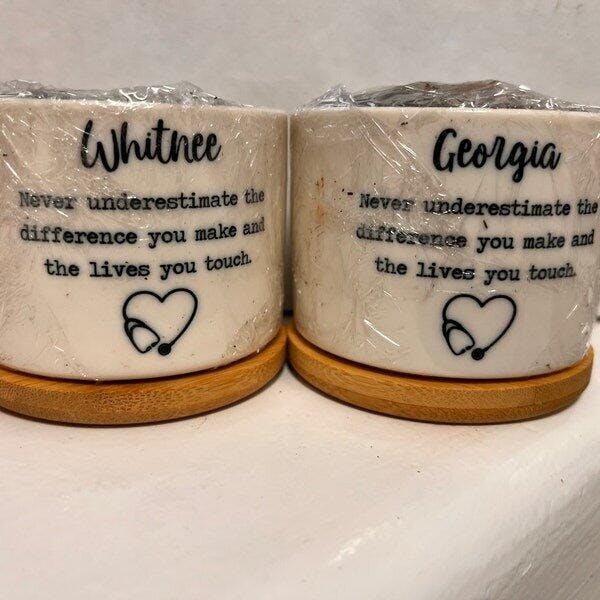 Whitnee
Never underestimate the
difference you make and
the lives you touch.
Georgia
Never underestimate the
difference you make and
the lives you touch.